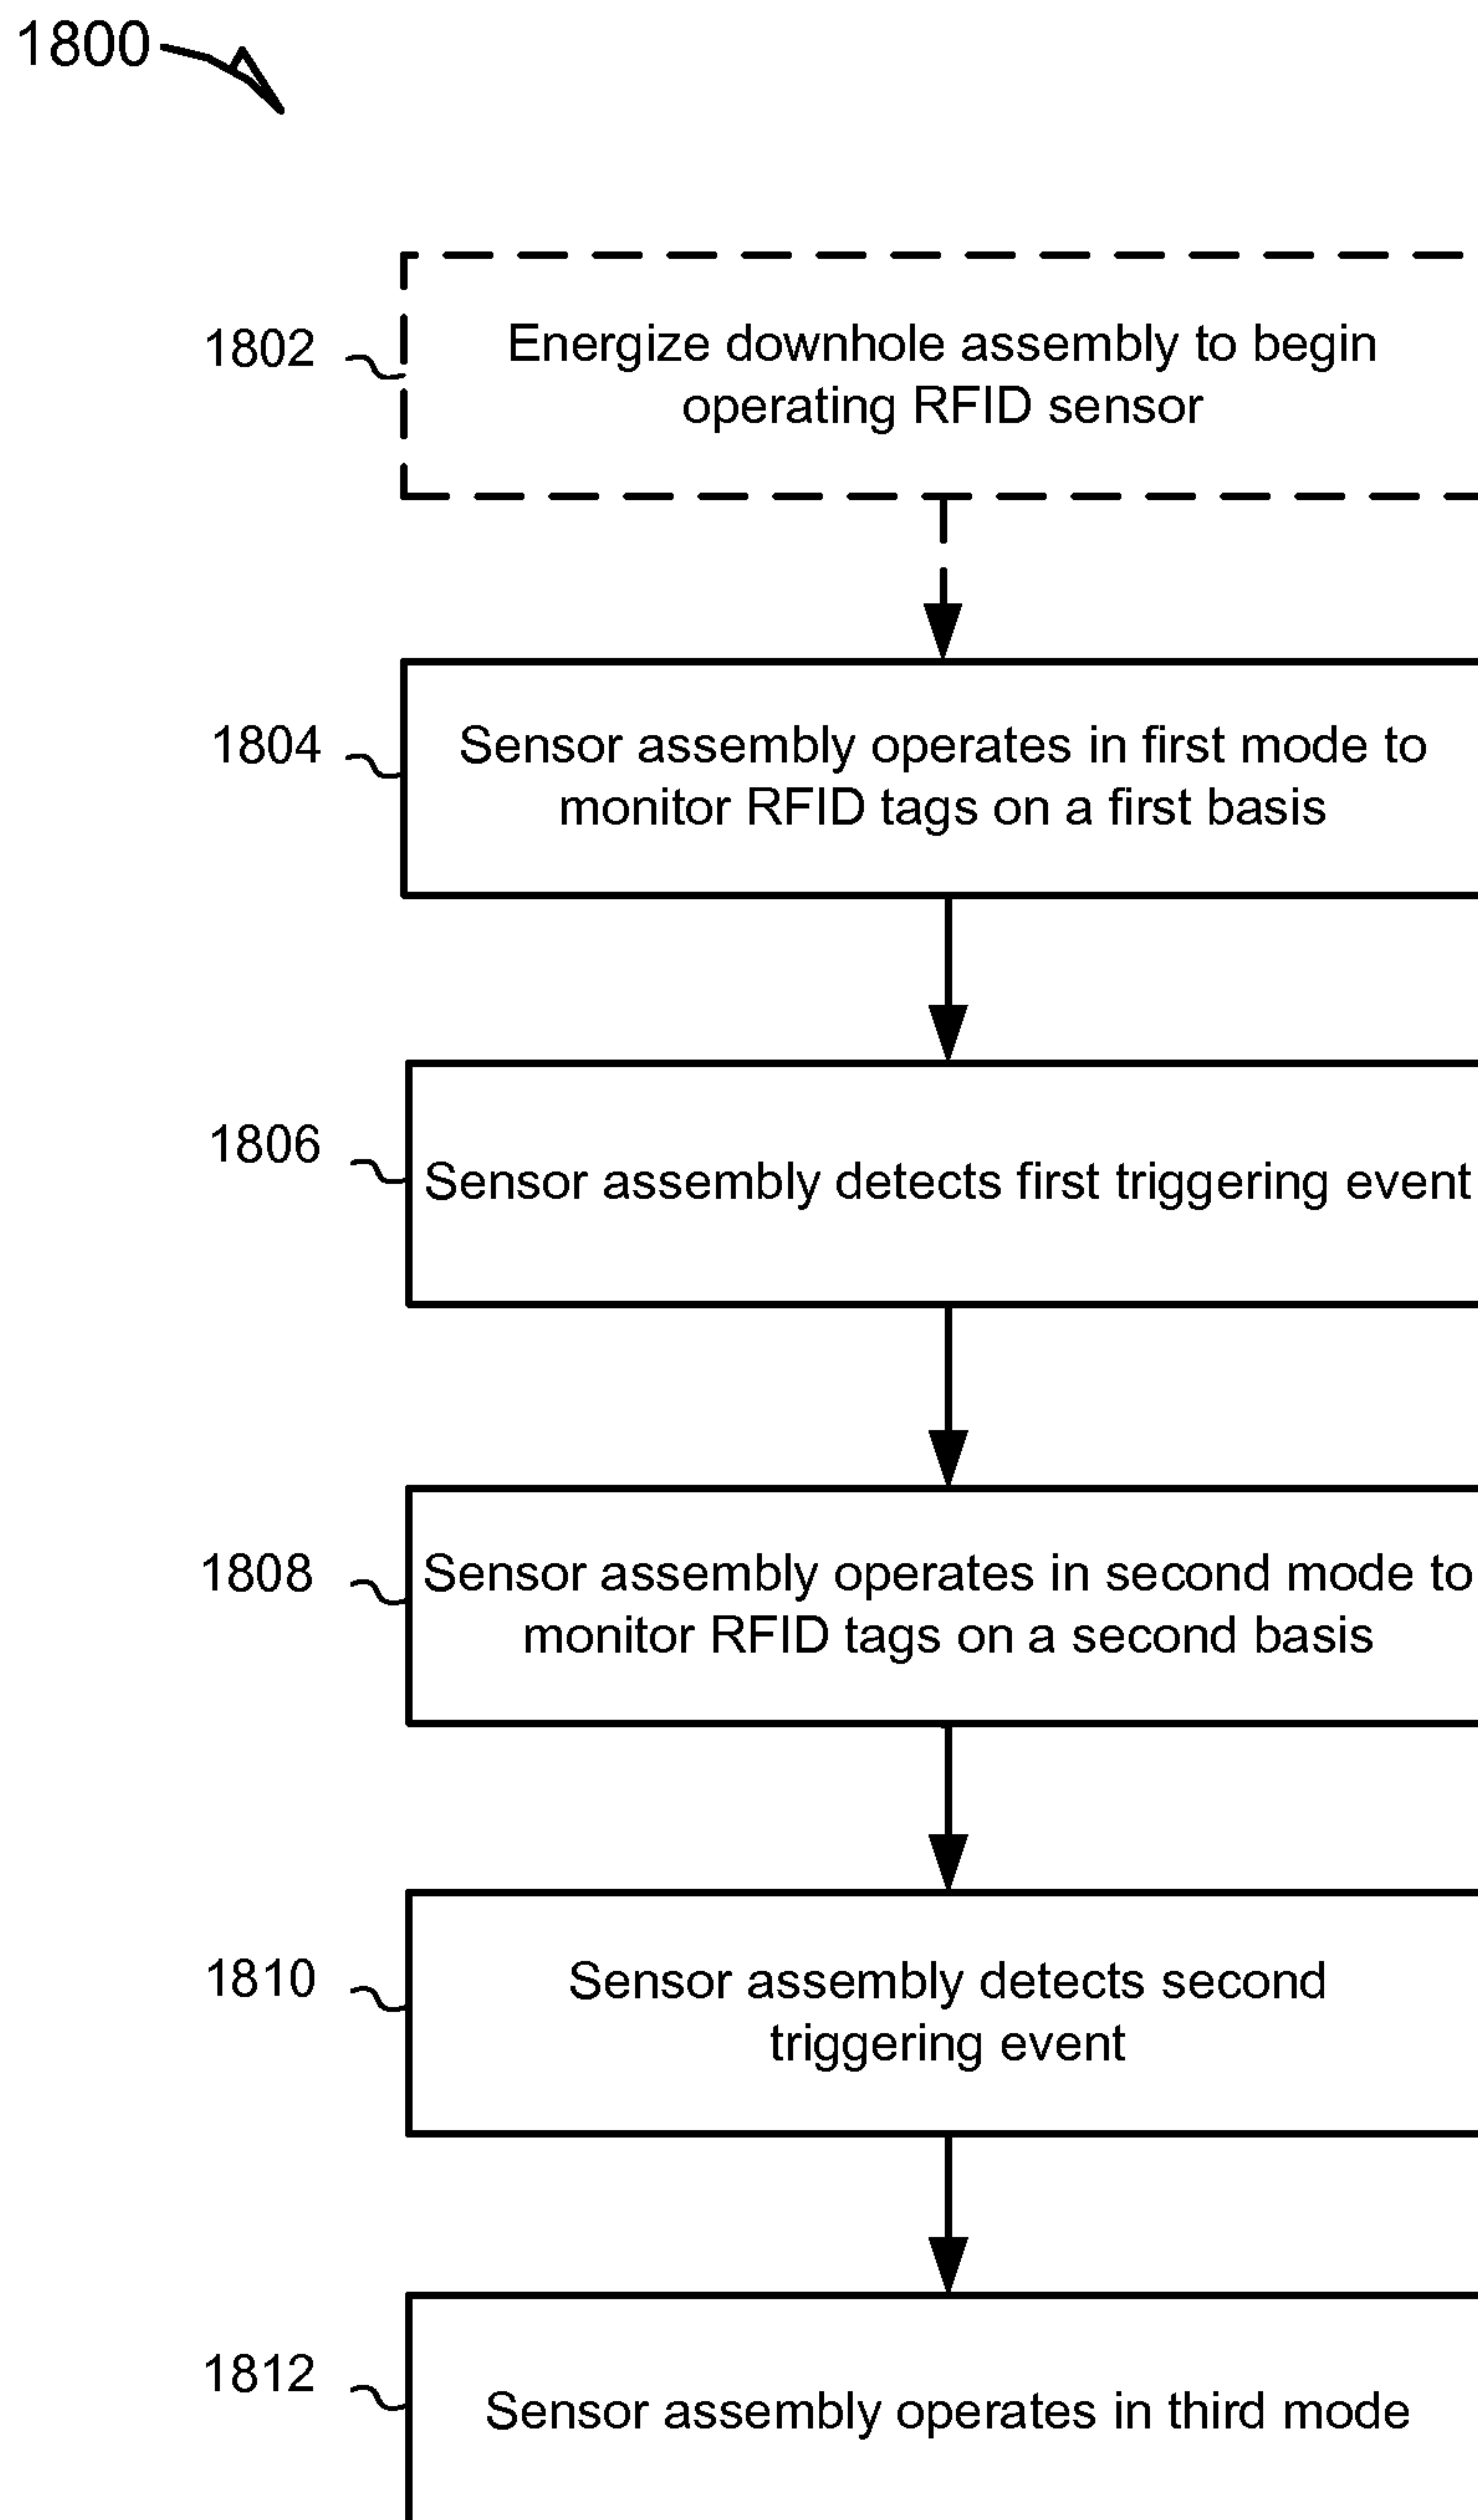 1800
1802
Energize downhole assembly to begin
operating RFID sensor
1804
Sensor assembly operates in first mode to
monitor RFID tags on a first basis
1806
Sensor assembly detects first triggering event
1808
Sensor assembly operates in second mode to
monitor RFID tags on a second basis
1810
Sensor assembly detects second
triggering event
1812
Sensor assembly operates in third mode